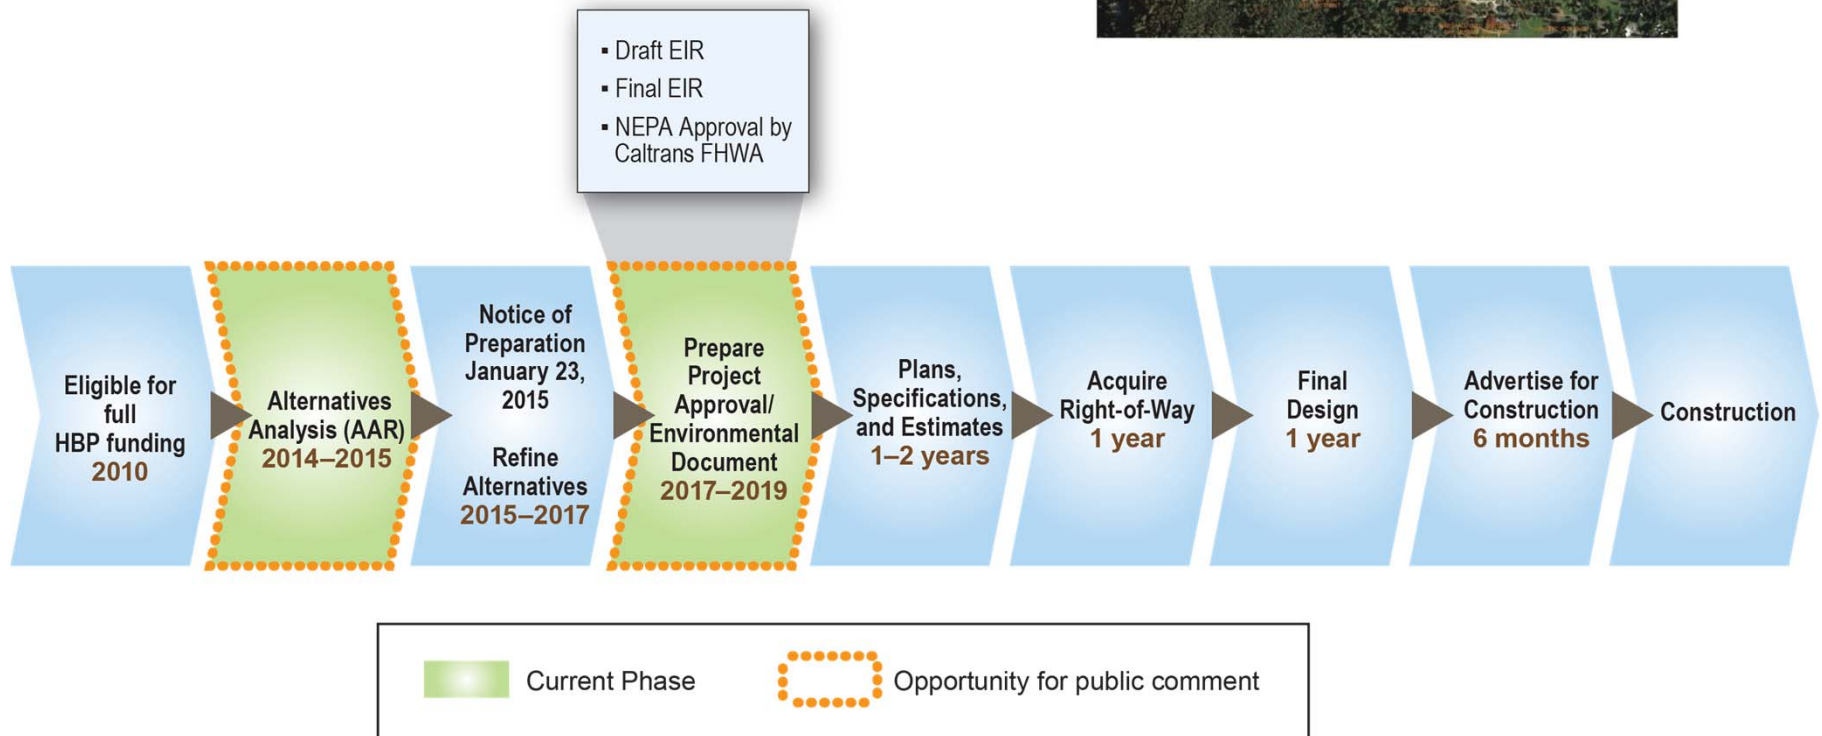 ▪ Draft EIR
▪ Final EIR
▪ NEPA Approval by
Caltrans FHWA
Eligible for
full
HBP funding
2010
Alternatives
Analysis (AAR)
2014–2015
Notice of
Preparation
January 23,
2015
Refine
Alternatives
2015–2017
Prepare
Project
Approval/
Environmental
Document
2017–2019
Plans,
Specifications,
and Estimates
1–2 years
Acquire
Right-of-Way
1 year
Final
Design
1 year
Advertise for
Construction
6 months
Construction
Current Phase
Opportunity for public comment